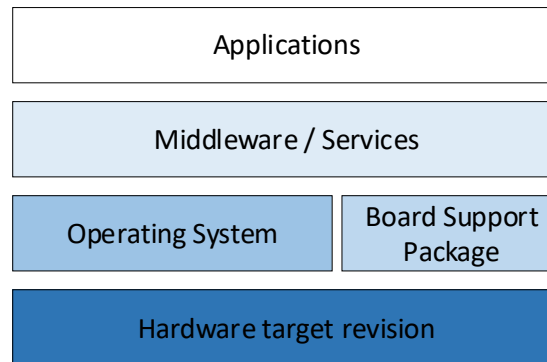 Applications
Middleware / Services
Operating System
Board Support
Package
Hardware target revision